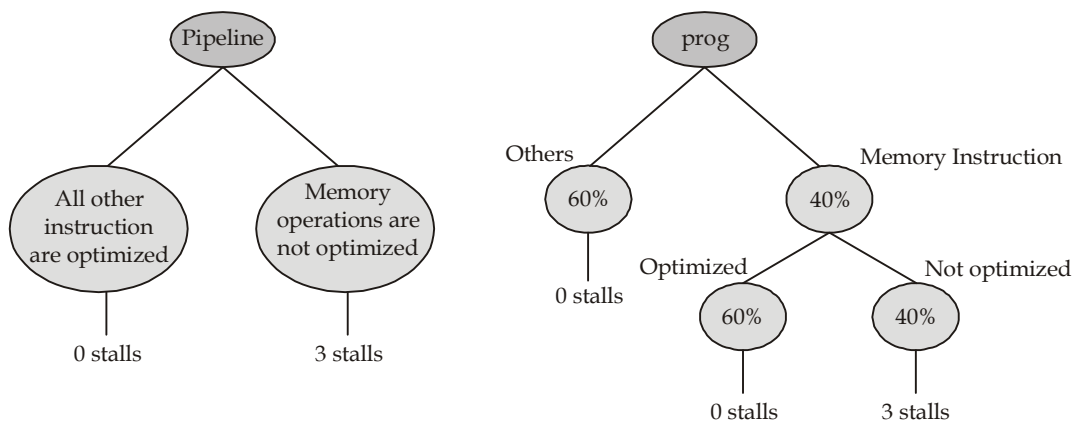 Pipeline
All other
instruction
are optimized
Memory
operations are
not optimized
0 stalls
3 stalls
prog
Others
Memory Instruction
60%
40%
0 stalls
Optimized
Not optimized
60%
40%
0 stalls
3 stalls